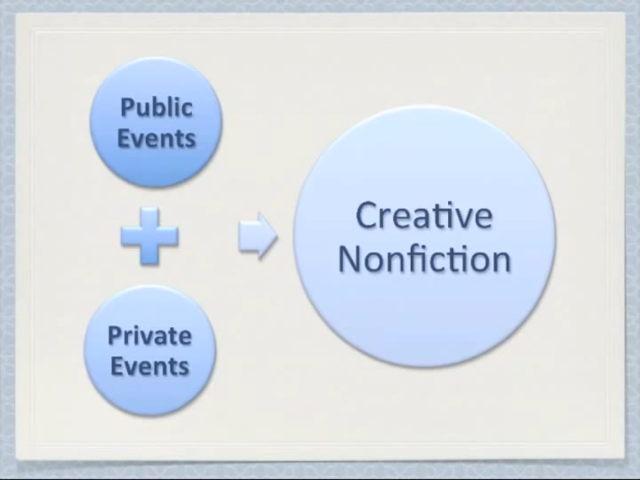 Public
Events
Private
Events
Creative
Nonfiction